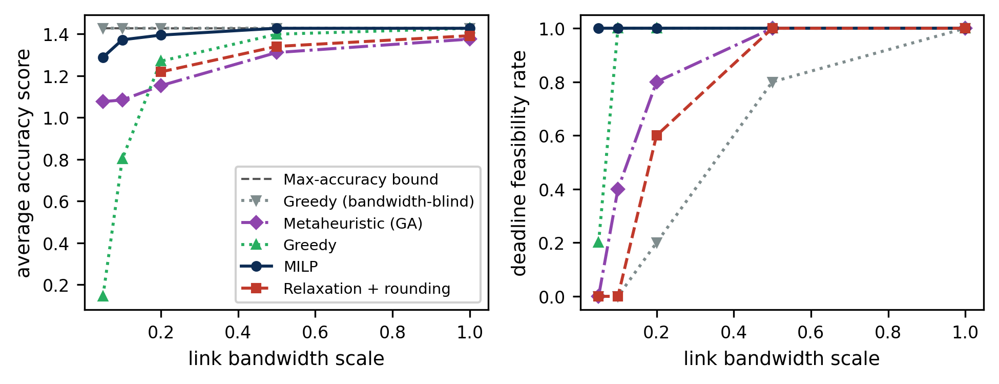 average accuracy score
1.4
1.2
1.0
0.8
0.6
0.4
0.2
Max-accuracy bound
Greedy (bandwidth-blind)
Metaheuristic (GA)
Greedy
MILP
Relaxation + rounding
0.2 0.4 0.6 0.8 1.0
link bandwidth scale
deadline feasibility rate
1.0
0.8
0.6
0.4
0.2
0.0
0.2 0.4 0.6 0.8 1.0
link bandwidth scale